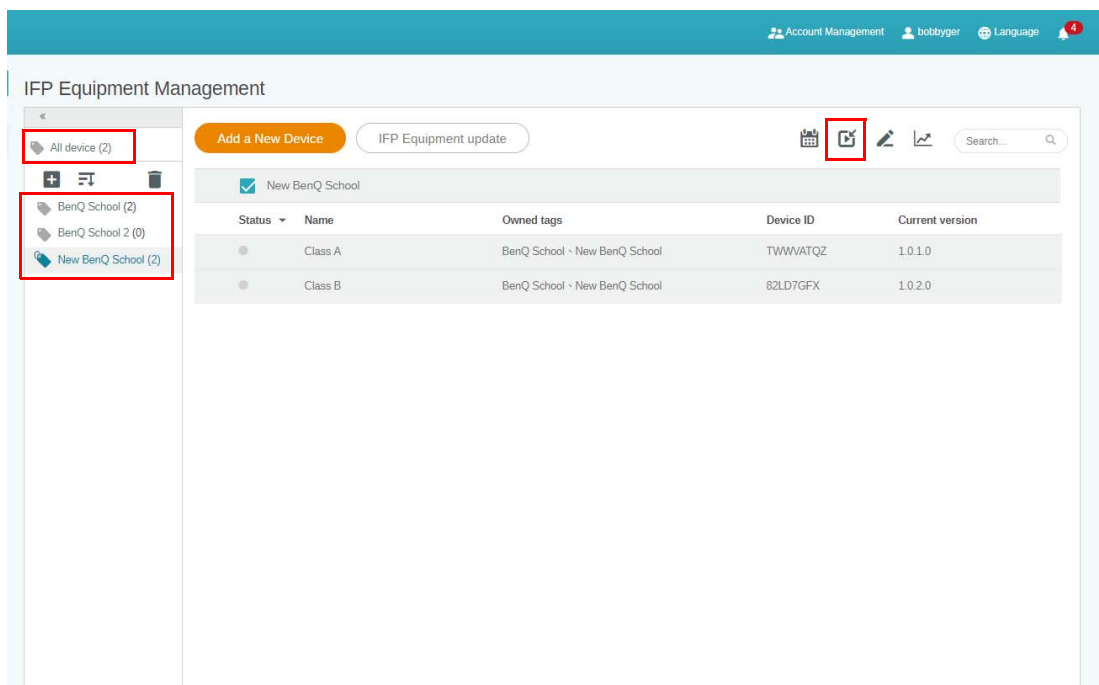 Account Management bobbyger Language 4
IFP Equipment Management
«
All device (2)
Add a New Device IFP Equipment update Search...
New BenQ School
BenQ School (2)
BenQ School 2 (0)
New BenQ School (2)
Status Name Owned tags Device ID Current version
Class A BenQ School、New BenQ School TWWVATQZ 1.0.1.0
Class B BenQ School、New BenQ School 82LD7GFX 1.0.2.0